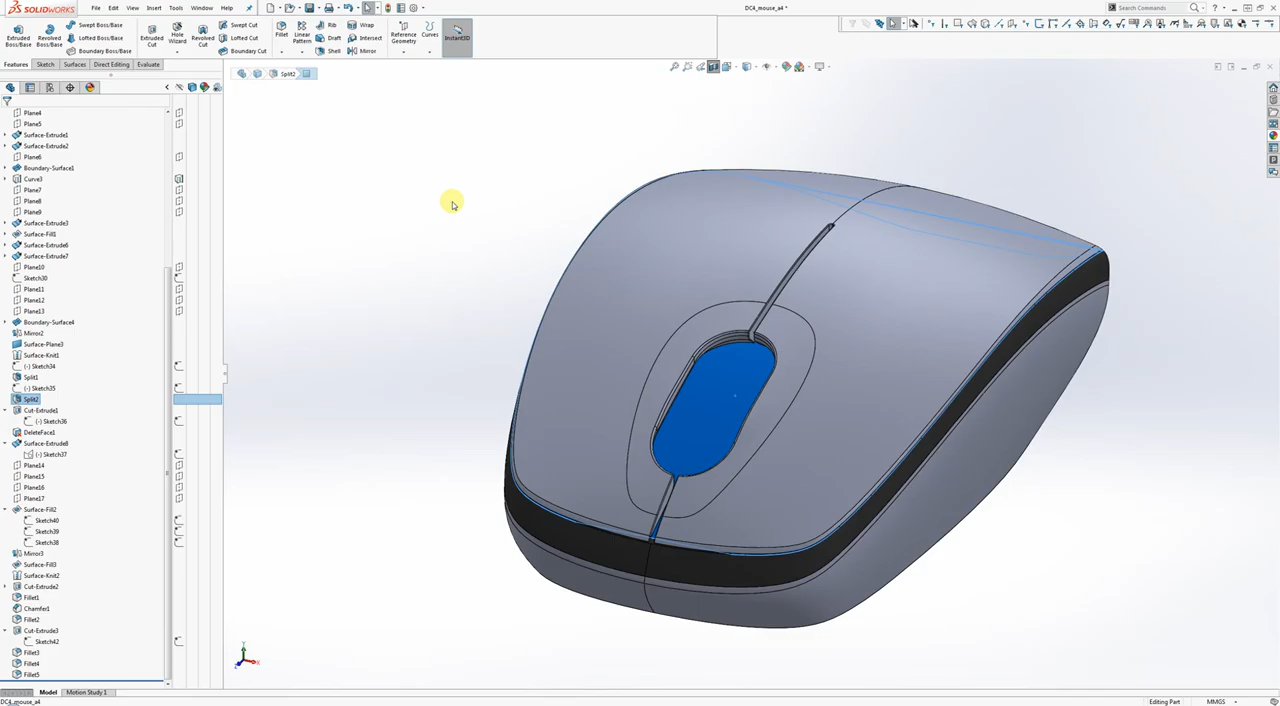 SOLIDWORKS File Edit View Insert Tools Window Help DC4_mouse_a4 * Search Commands
Extruded Boss/Base Revolved Boss/Base Swept Boss/Base Lofted Boss/Base Boundary Boss/Base Extruded Cut Hole Wizard Revolved Cut Swept Cut Lofted Cut Boundary Cut Fillet Linear Pattern Rib Draft Shell Wrap Intersect Mirror Reference Geometry Curves Instant3D
Features Sketch Surfaces Direct Editing Evaluate
Split2
Plane4
Plane5
Surface-Extrude1
Surface-Extrude2
Plane6
Boundary-Surface1
Curve3
Plane7
Plane8
Plane9
Surface-Extrude3
Surface-Fill1
Surface-Extrude6
Surface-Extrude7
Plane10
Sketch30
Plane11
Plane12
Plane13
Boundary-Surface4
Mirror2
Surface-Plane3
Surface-Knit1
(-) Sketch34
Split1
(-) Sketch35
Split2
Cut-Extrude1
(-) Sketch36
DeleteFace1
Surface-Extrude8
(-) Sketch37
Plane14
Plane15
Plane16
Plane17
Surface-Fill2
Sketch40
Sketch39
Sketch38
Mirror3
Surface-Fill3
Surface-Knit2
Cut-Extrude2
Fillet1
Chamfer1
Fillet2
Cut-Extrude3
Sketch42
Fillet3
Fillet4
Fillet5
Model Motion Study 1
DC4_mouse_a4 Editing Part MMGS